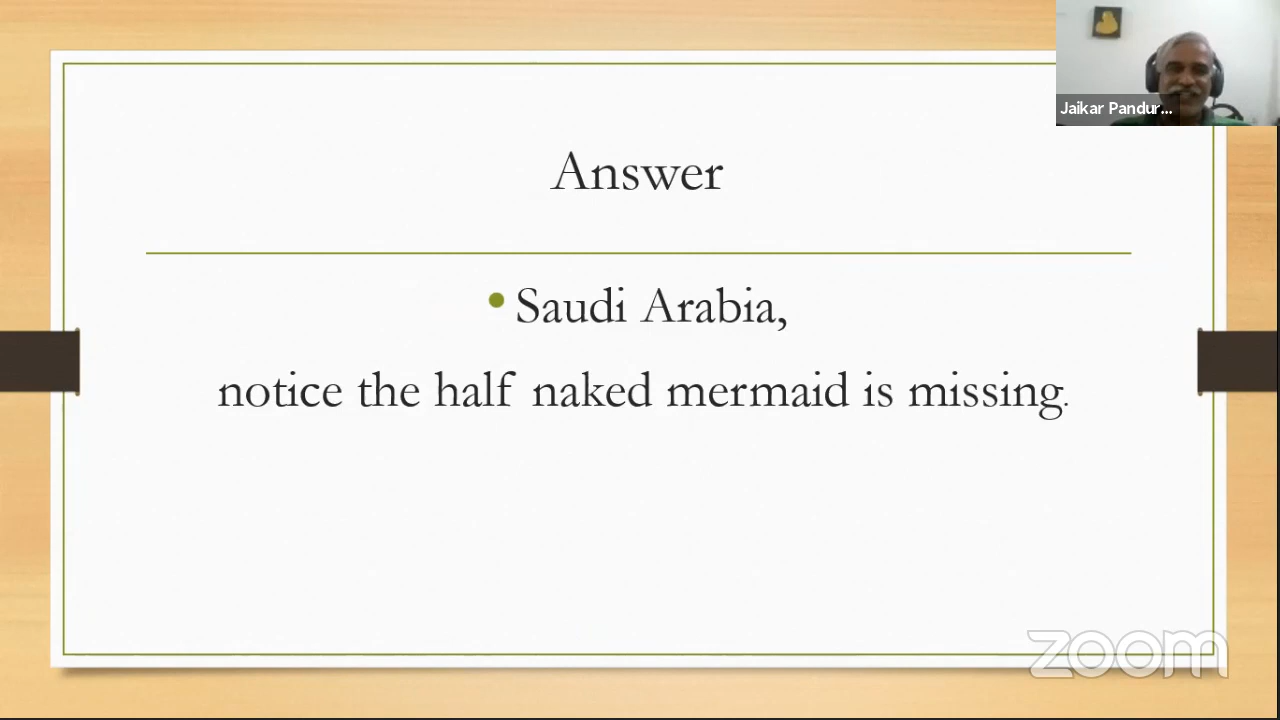 Jaikar Pandur...
Answer
• Saudi Arabia,
notice the half naked mermaid is missing.
zoom